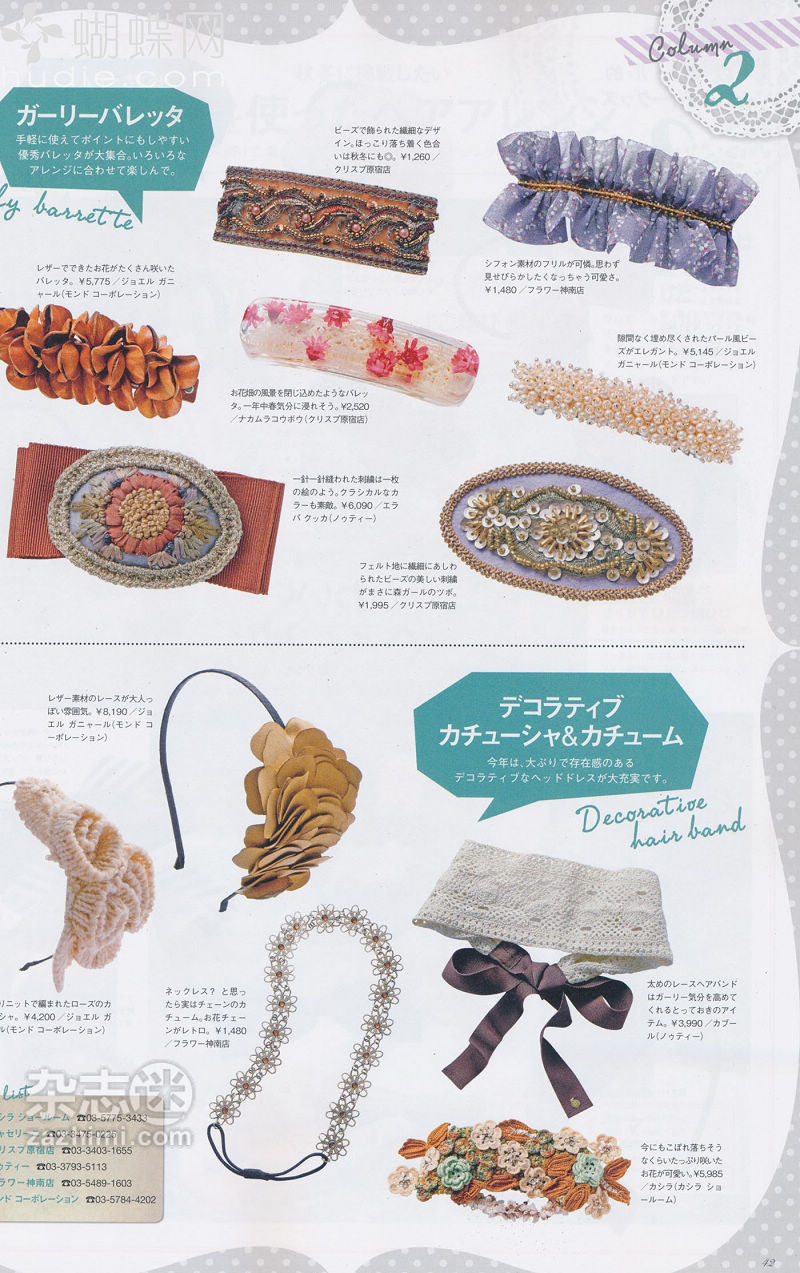 蝴蝶网
hudie.com
Column
2
ガーリーバレッタ
手軽に使えてポイントにもしやすい
優秀バレッタが大集合。いろいろな
アレンジに合わせて楽しんで。
ly barrette
ビーズで飾られた繊細なデザ
イン。ほっこり落ち着く色合
いは秋冬にも◎。¥1,260／
クリスプ原宿店
シフォン素材のフリルが可憐。思わず
見せびらかしたくなっちゃう可愛さ。
¥1,480／フラワー神南店
レザーでできたお花がたくさん咲いた
バレッタ。¥5,775／ジョエル ガニ
ャール(モンド コーポレーション)
お花畑の風景を閉じ込めたようなバレッ
タ。一年中春気分に浸れそう。¥2,520
／ナカムラコウボウ(クリスプ原宿店)
隙間なく埋め尽くされたパール風ビー
ズがエレガント。¥5,145／ジョエル
ガニャール(モンド コーポレーション)
一針一針縫われた刺繍は一枚
の絵のよう。クラシカルなカ
ラーも素敵。¥6,090／エラ
バ クッカ(ノゥティー)
フェルト地に繊細にあしわ
られたビーズの美しい刺繍
がまさに森ガールのツボ。
¥1,995／クリスプ原宿店
レザー素材のレースが大人っ
ぽい雰囲気。¥8,190／ジョ
エル ガニャール(モンド コ
ーポレーション)
デコラティブ
カチューシャ&カチューム
今年は、大ぶりで存在感のある
デコラティブなヘッドドレスが大充実です。
Decorative
hair band
リニットで編まれたローズのカ
シャ。¥4,200／ジョエル ガ
ル(モンド コーポレーション)
ネックレス？ と思っ
たら実はチェーンのカ
チューム。お花チェー
ンがレトロ。¥1,480
／フラワー神南店
太めのレースヘアバンド
はガーリー気分を高めて
くれるとっておきのアイ
テム。¥3,990／カブー
ル(ノゥティー)
今にもこぼれ落ちそう
なくらいたっぷり咲いた
お花が可愛い。¥5,985
／カシラ(カシラ ショ
ールーム)
list
シラ ショールーム ☎03-5775-3433
ャセリー ☎03-3475-0225
リスプ原宿店 ☎03-3403-1655
ゥティー ☎03-3793-5113
ラワー神南店 ☎03-5489-1603
ンド コーポレーション ☎03-5784-4202
杂志迷
zazhimi.com
42